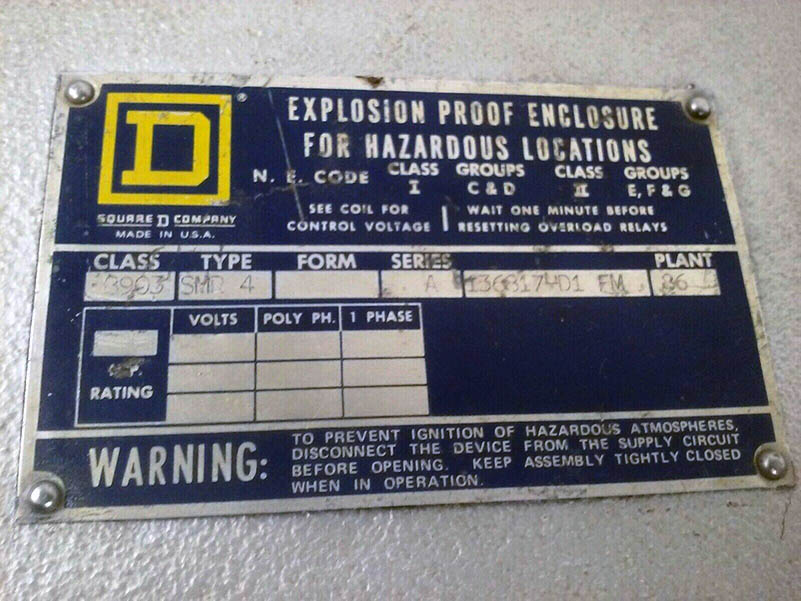 D ®
EXPLOSION PROOF ENCLOSURE
FOR HAZARDOUS LOCATIONS
N. E. CODE CLASS I GROUPS C & D CLASS II GROUPS E, F & G
SQUARE D COMPANY
MADE IN U.S.A.
SEE COIL FOR
CONTROL VOLTAGE
WAIT ONE MINUTE BEFORE
RESETTING OVERLOAD RELAYS
CLASS TYPE FORM SERIES PLANT
8903 A FM 86
VOLTS POLY PH. 1 PHASE
RATING
WARNING:
TO PREVENT IGNITION OF HAZARDOUS ATMOSPHERES,
DISCONNECT THE DEVICE FROM THE SUPPLY CIRCUIT
BEFORE OPENING. KEEP ASSEMBLY TIGHTLY CLOSED
WHEN IN OPERATION.